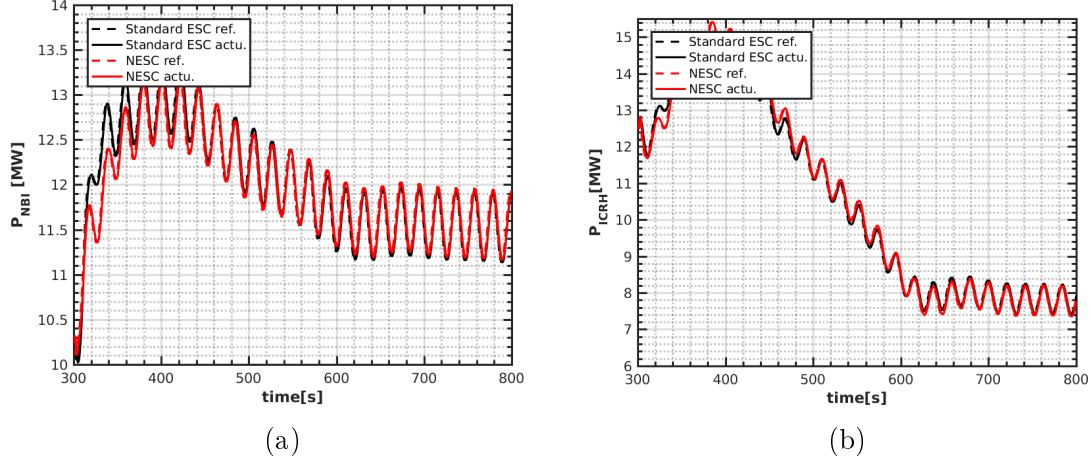 14
13.5
13
12.5
12
11.5
11
10.5
10
P_NBI [MW]
Standard ESC ref.
Standard ESC actu.
NESC ref.
NESC actu.
300 400 500 600 700 800
time[s]
(a)
15
14
13
12
11
10
9
8
7
6
P_ICRH[MW]
Standard ESC ref.
Standard ESC actu.
NESC ref.
NESC actu.
300 400 500 600 700 800
time[s]
(b)